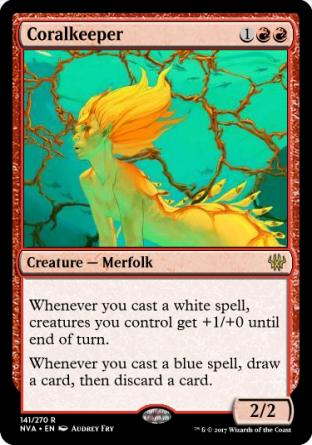 Coralkeeper 1
Creature — Merfolk
Whenever you cast a white spell,
creatures you control get +1/+0 until
end of turn.
Whenever you cast a blue spell, draw
a card, then discard a card.
2/2
141/270 R
NVA • EN Audrey Fry
™ & © 2017 Wizards of the Coast